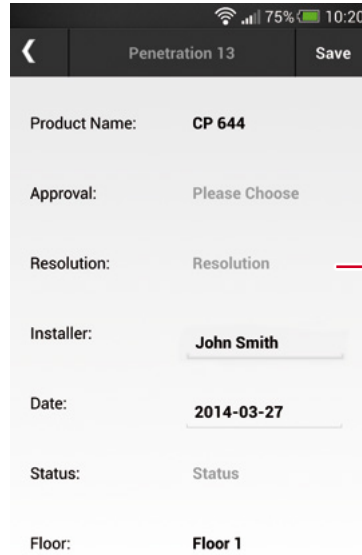 75% 10:20
Penetration 13 Save
Product Name: CP 644
Approval: Please Choose
Resolution: Resolution
Installer: John Smith
Date: 2014-03-27
Status: Status
Floor: Floor 1